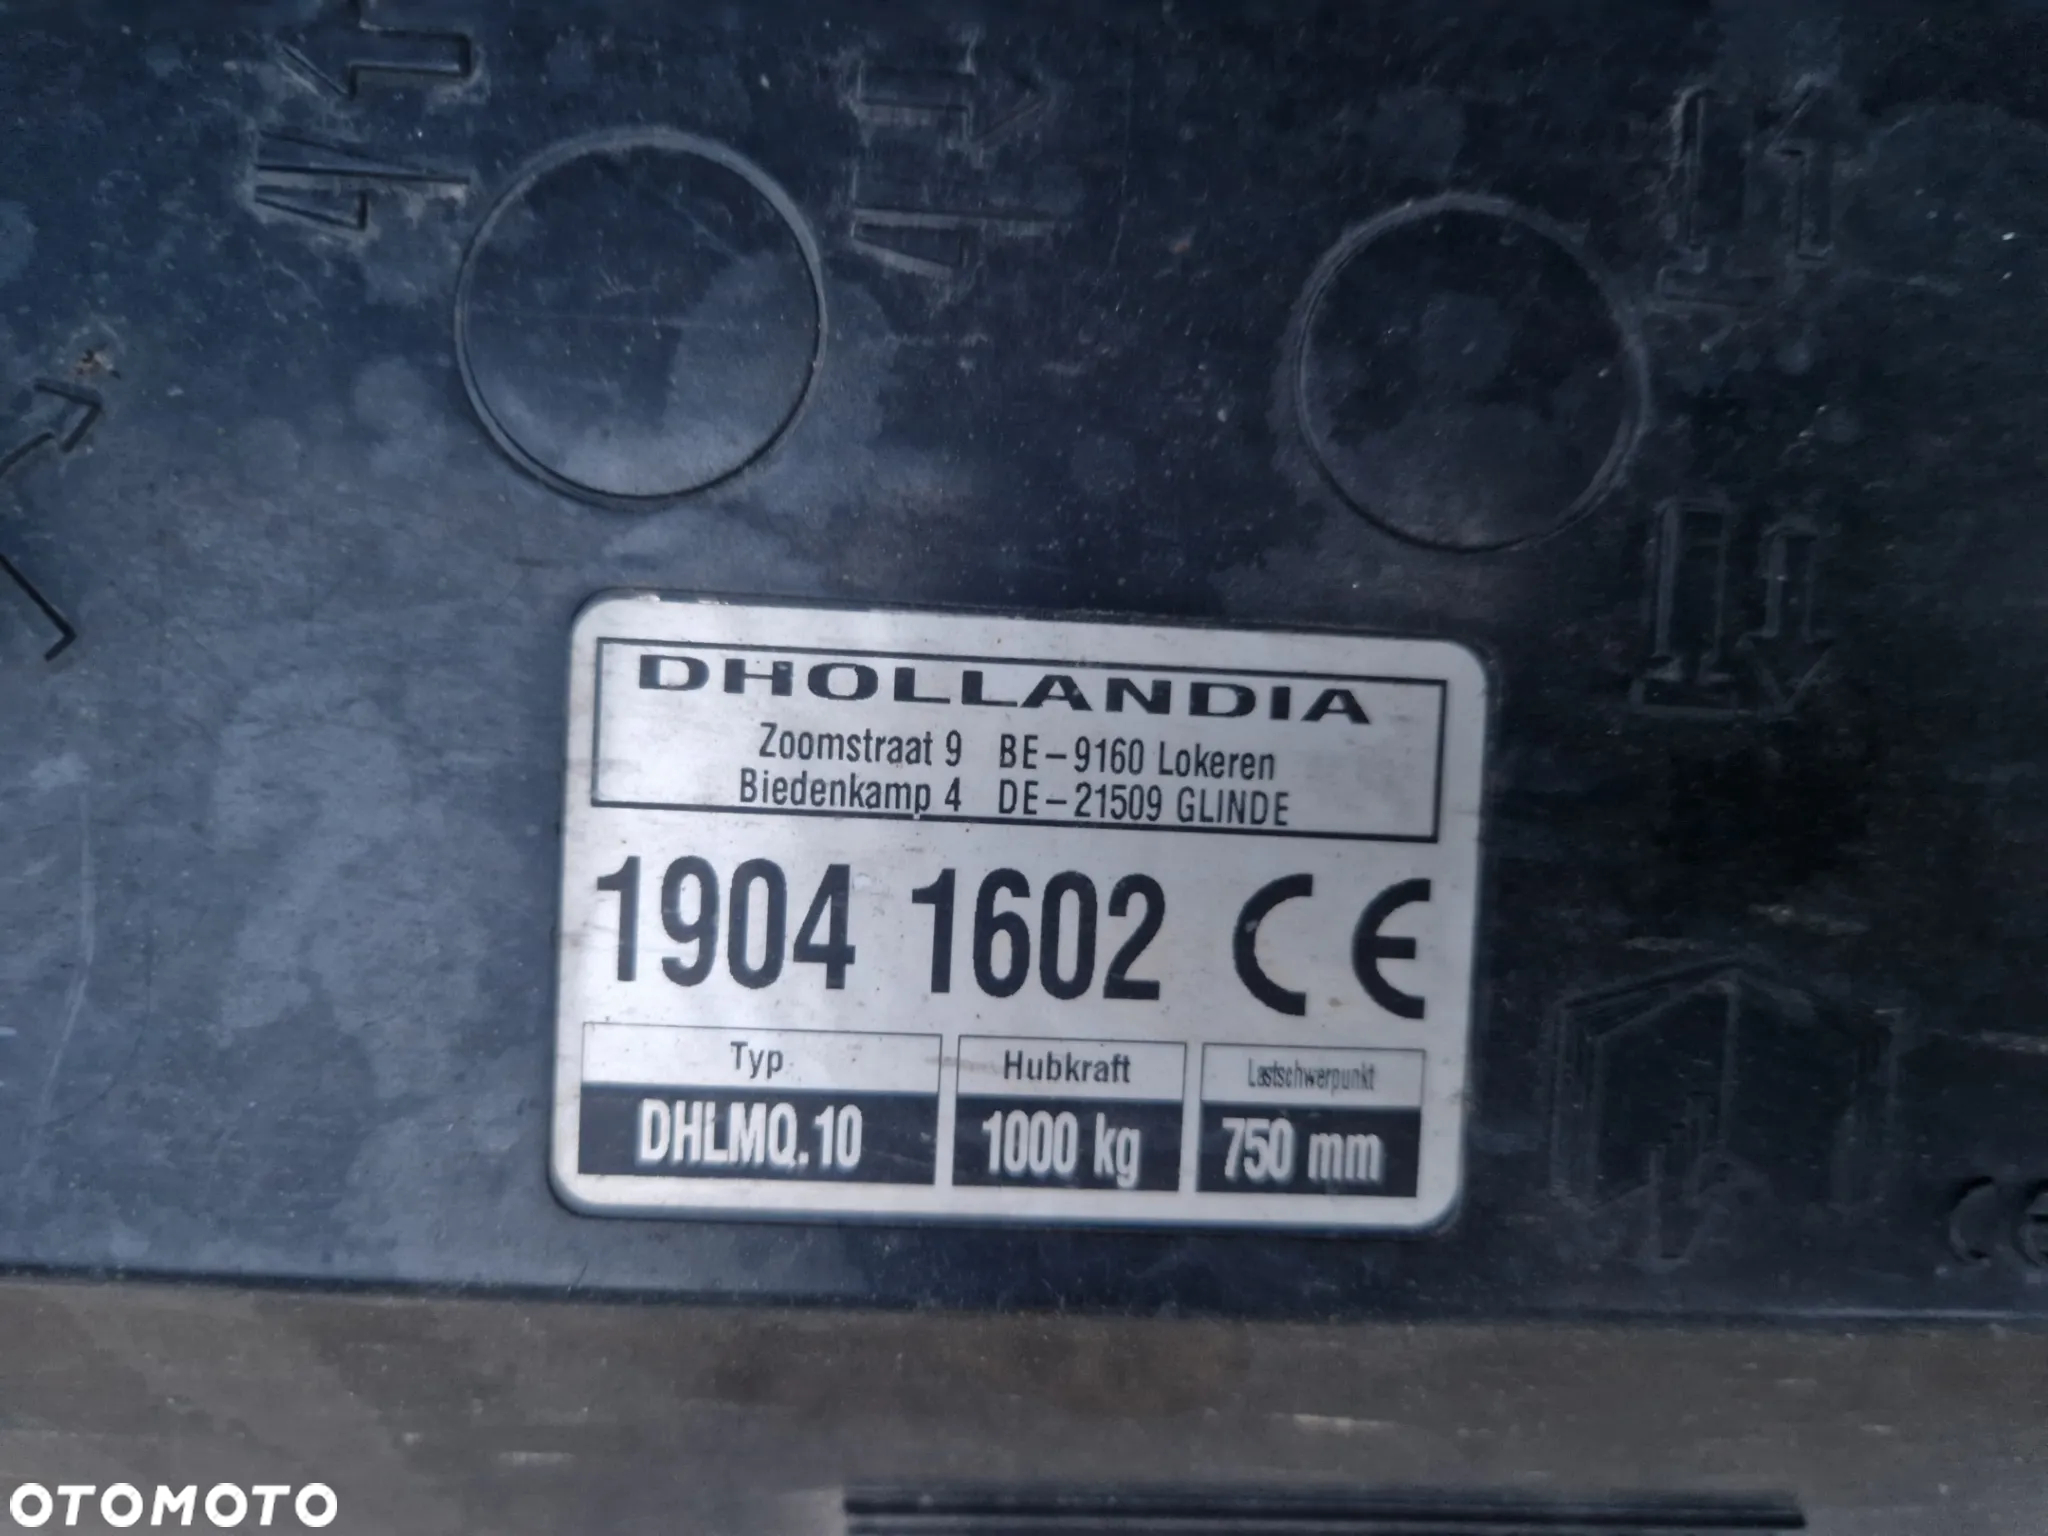 DHOLLANDIA
Zoomstraat 9 BE-9160 Lokeren
Biedenkamp 4 DE-21509 GLINDE
1904 1602 CE
Typ Hubkraft Lastschwerpunkt
DHLMQ.10 1000 kg 750 mm
CE
OTOMOTO